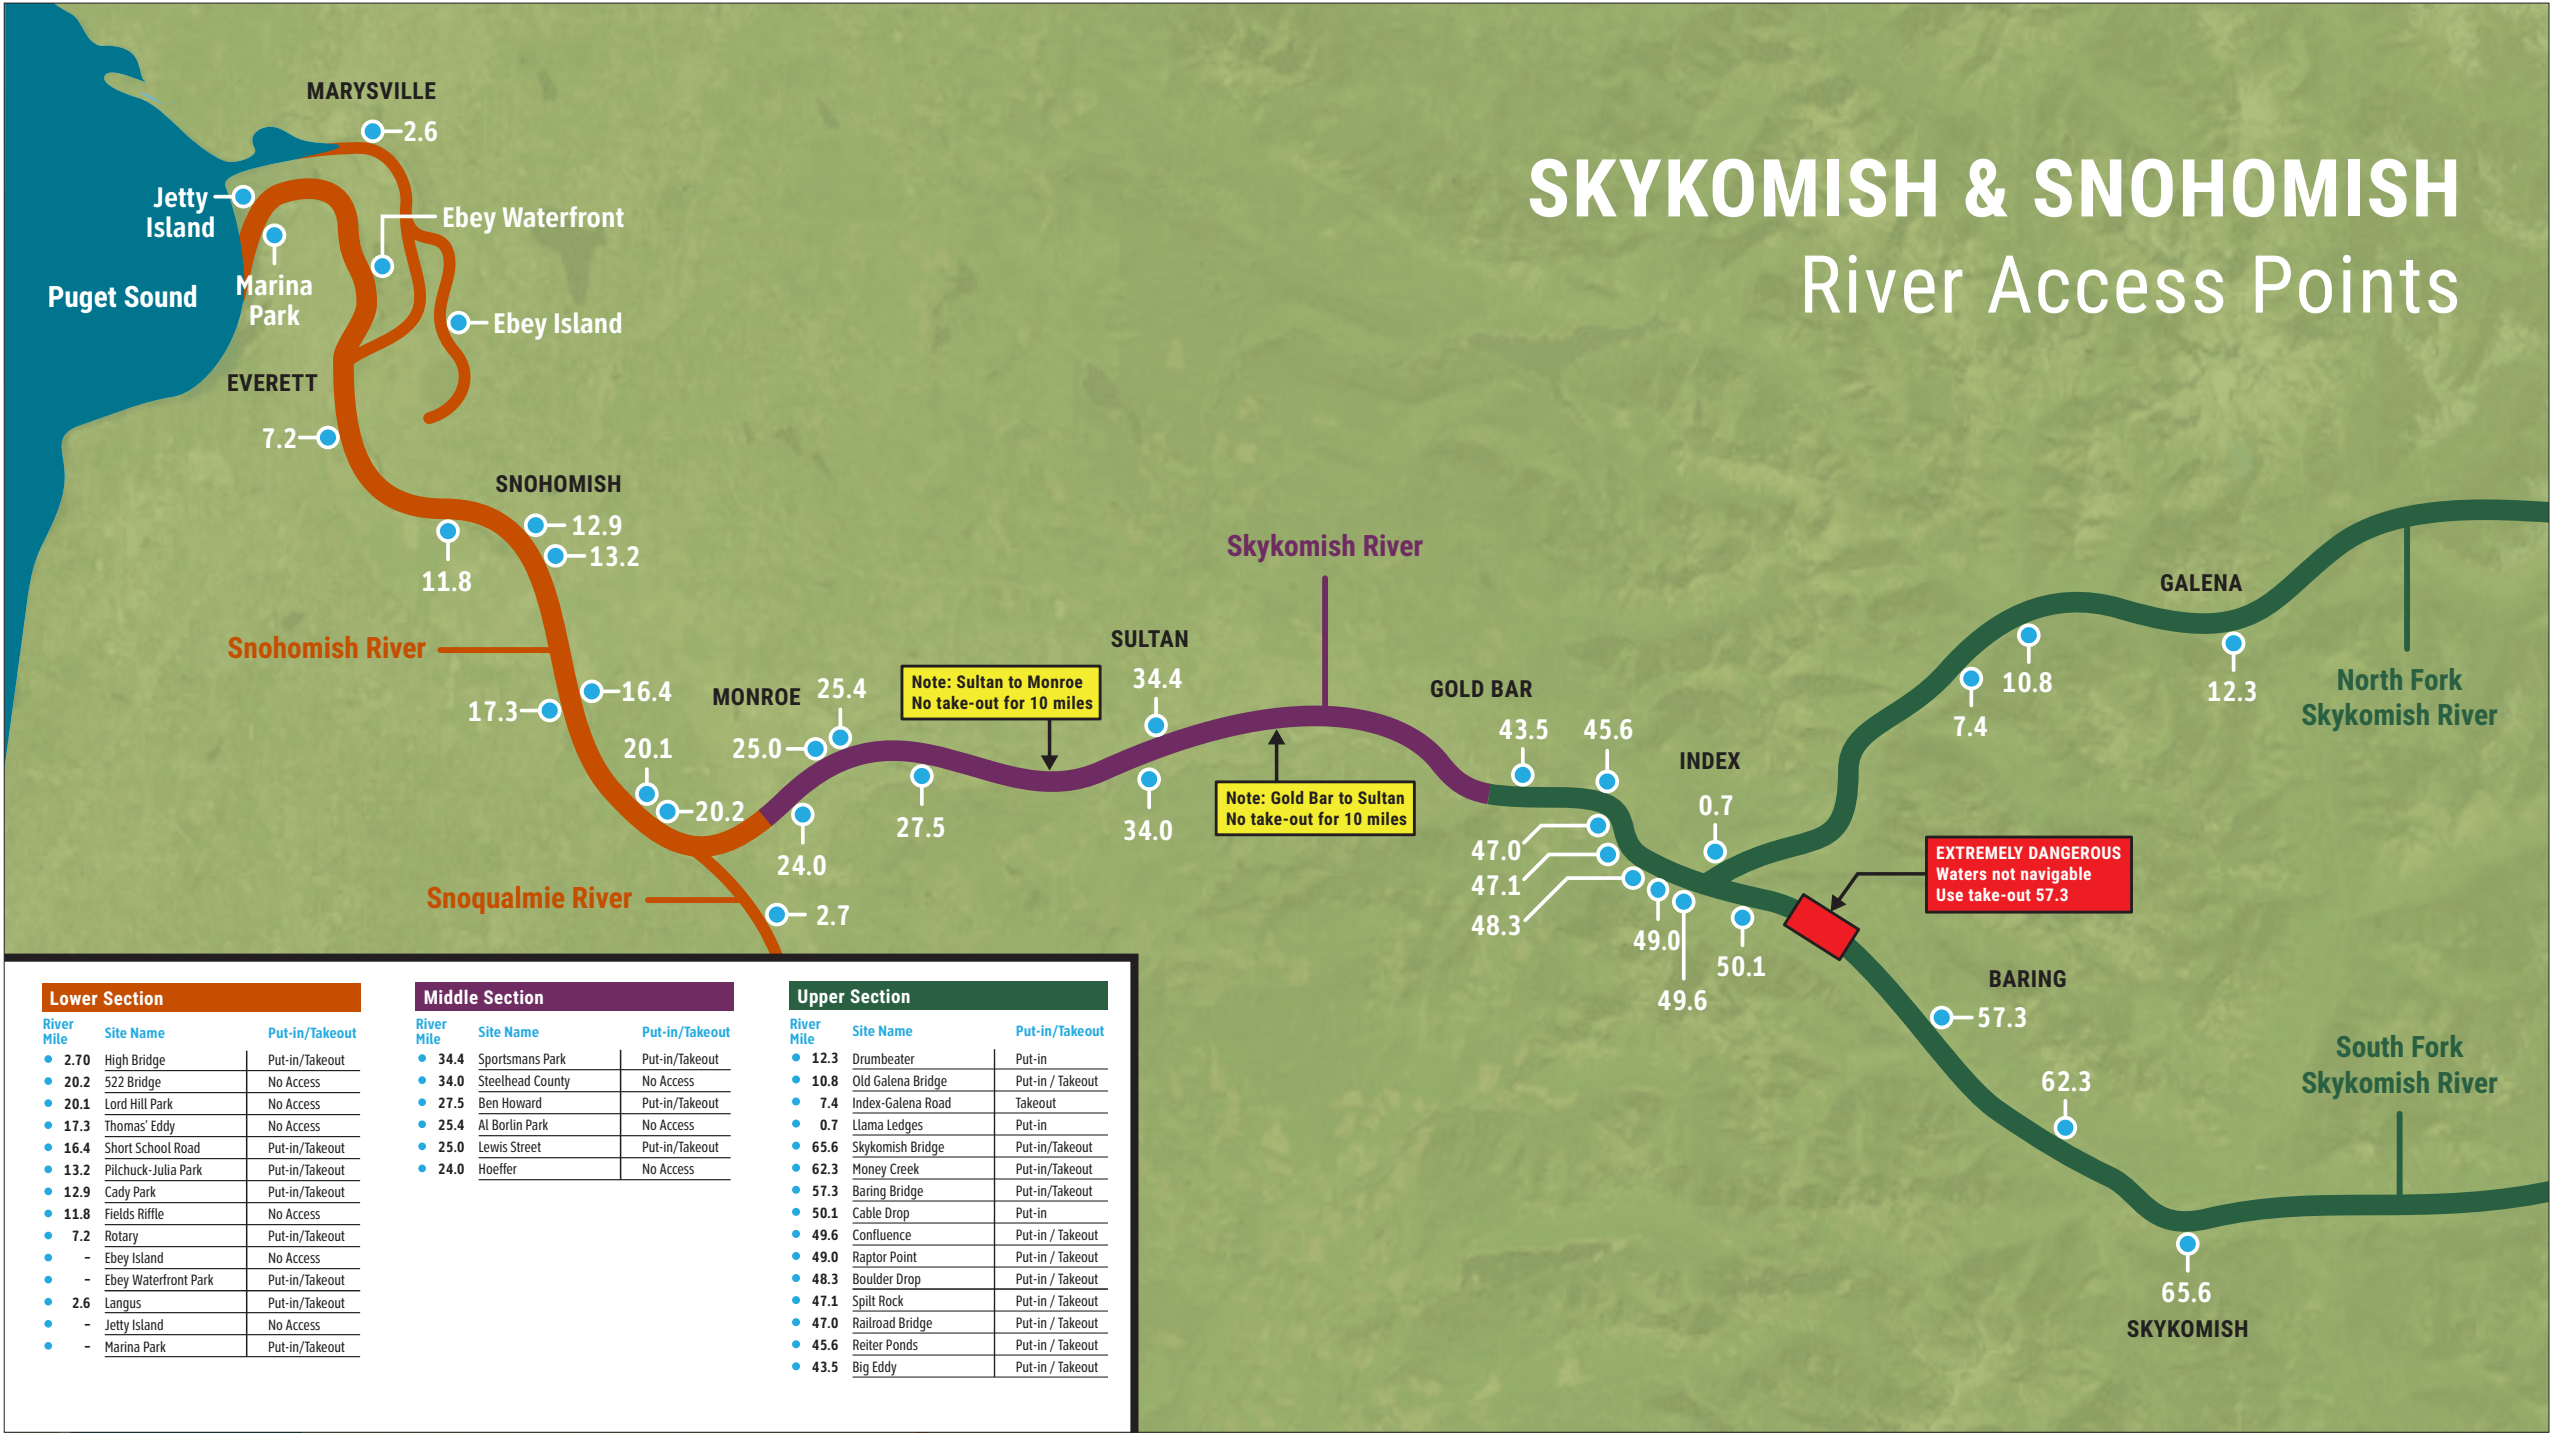 SKYKOMISH & SNOHOMISH
River Access Points
MARYSVILLE
2.6
Jetty
Island
Ebey Waterfront
Puget Sound
Marina
Park
Ebey Island
EVERETT
7.2
SNOHOMISH
12.9
13.2
11.8
Snohomish River
16.4
17.3
MONROE
25.4
25.0
20.1
20.2
24.0
27.5
Snoqualmie River
2.7
Note: Sultan to Monroe
No take-out for 10 miles
SULTAN
34.4
34.0
Skykomish River
Note: Gold Bar to Sultan
No take-out for 10 miles
GOLD BAR
43.5
45.6
INDEX
0.7
47.0
47.1
48.3
49.0
49.6
50.1
GALENA
7.4
10.8
12.3
North Fork
Skykomish River
EXTREMELY DANGEROUS
Waters not navigable
Use take-out 57.3
BARING
57.3
62.3
South Fork
Skykomish River
65.6
SKYKOMISH
Lower Section
River
Mile Site Name Put-in/Takeout
2.70 High Bridge Put-in/Takeout
20.2 522 Bridge No Access
20.1 Lord Hill Park No Access
17.3 Thomas’ Eddy No Access
16.4 Short School Road Put-in/Takeout
13.2 Pilchuck-Julia Park Put-in/Takeout
12.9 Cady Park Put-in/Takeout
11.8 Fields Riffle No Access
7.2 Rotary Put-in/Takeout
– Ebey Island No Access
– Ebey Waterfront Park Put-in/Takeout
2.6 Langus Put-in/Takeout
– Jetty Island No Access
– Marina Park Put-in/Takeout
Middle Section
River
Mile Site Name Put-in/Takeout
34.4 Sportsmans Park Put-in/Takeout
34.0 Steelhead County No Access
27.5 Ben Howard Put-in/Takeout
25.4 Al Borlin Park No Access
25.0 Lewis Street Put-in/Takeout
24.0 Hoeffer No Access
Upper Section
River
Mile Site Name Put-in/Takeout
12.3 Drumbeater Put-in
10.8 Old Galena Bridge Put-in / Takeout
7.4 Index-Galena Road Takeout
0.7 Llama Ledges Put-in
65.6 Skykomish Bridge Put-in/Takeout
62.3 Money Creek Put-in/Takeout
57.3 Baring Bridge Put-in/Takeout
50.1 Cable Drop Put-in
49.6 Confluence Put-in / Takeout
49.0 Raptor Point Put-in / Takeout
48.3 Boulder Drop Put-in / Takeout
47.1 Spilt Rock Put-in / Takeout
47.0 Railroad Bridge Put-in / Takeout
45.6 Reiter Ponds Put-in / Takeout
43.5 Big Eddy Put-in / Takeout